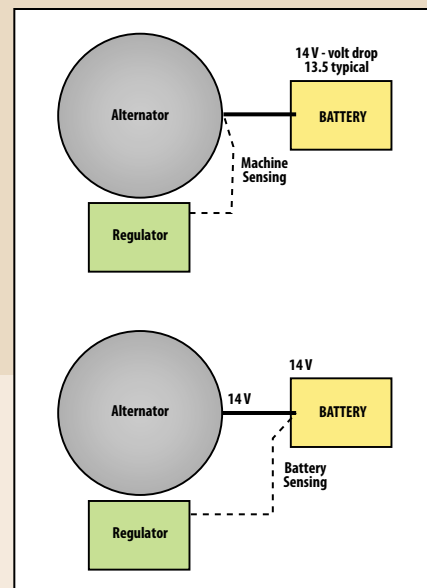 14 V - volt drop
13.5 typical
Alternator
BATTERY
Machine
Sensing
Regulator
14 V
Alternator
14 V
BATTERY
Battery
Sensing
Regulator